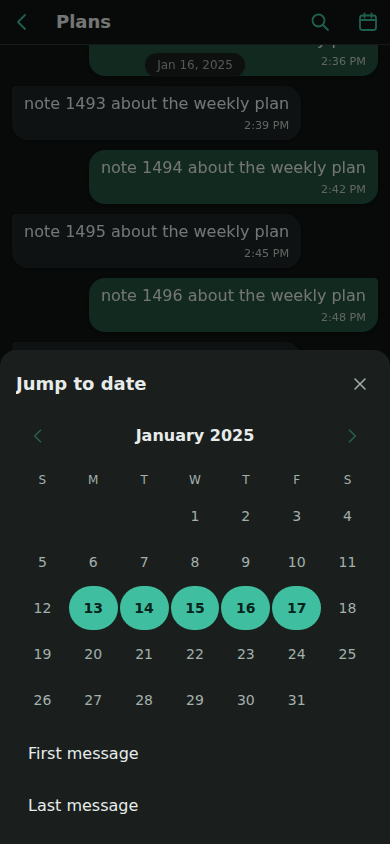 Plans
2:36 PM
Jan 16, 2025
note 1493 about the weekly plan
2:39 PM
note 1494 about the weekly plan
2:42 PM
note 1495 about the weekly plan
2:45 PM
note 1496 about the weekly plan
2:48 PM
Jump to date
January 2025
S M T W T F S
1 2 3 4
5 6 7 8 9 10 11
12 13 14 15 16 17 18
19 20 21 22 23 24 25
26 27 28 29 30 31
First message
Last message